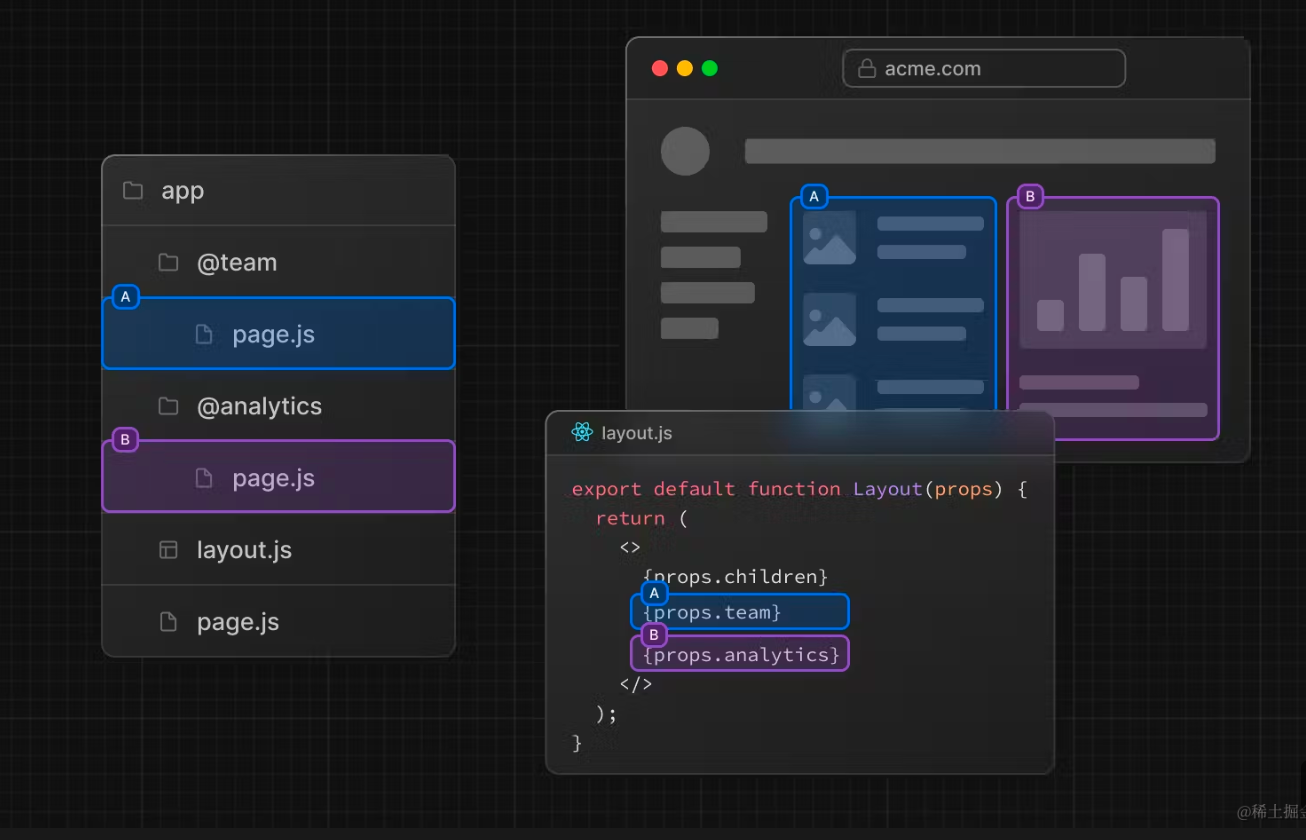 app
@team
A
page.js
@analytics
B
page.js
layout.js
page.js
acme.com
A
B
layout.js
export default function Layout(props) {
return (
<>
{props.children}
A
{props.team}
B
{props.analytics}
</>
);
}
@稀土掘